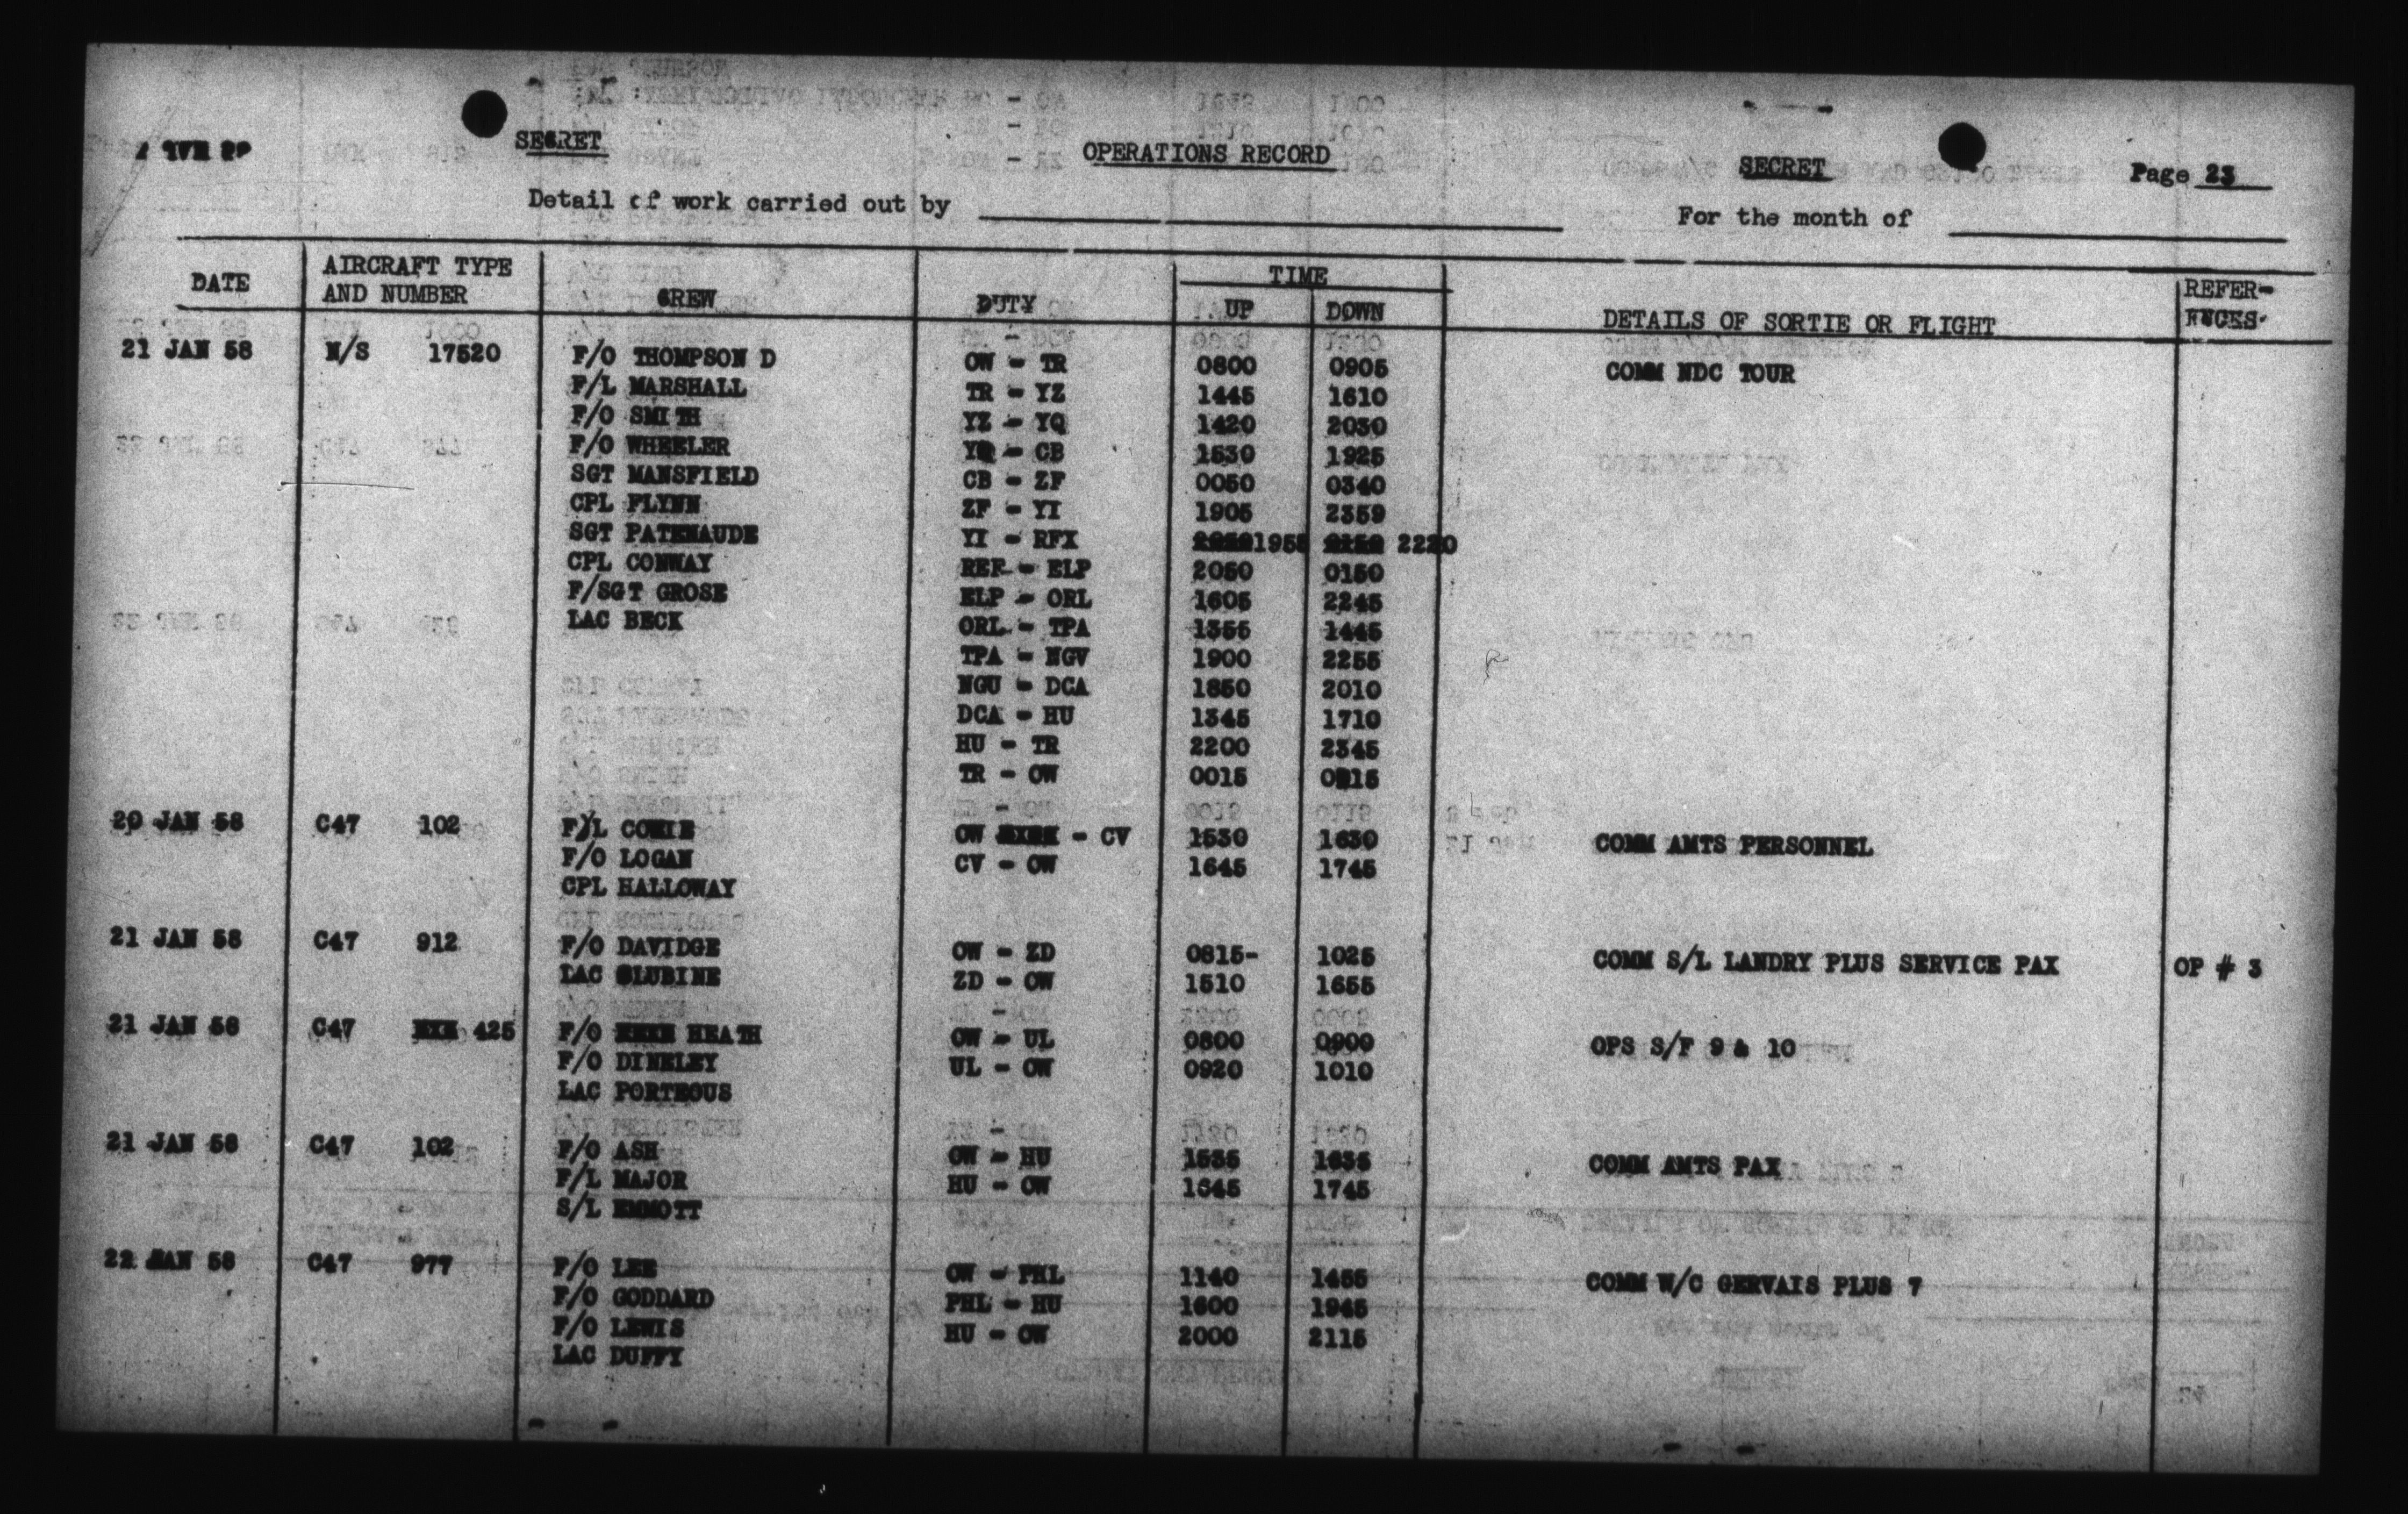 SECRET OPERATIONS RECORD SECRET Page 23
Detail of work carried out by For the month of
DATE AIRCRAFT TYPE AND NUMBER CREW DUTY TIME UP DOWN DETAILS OF SORTIE OR FLIGHT REFER-
21 JAN 58 N/S 17520 F/O THOMPSON D OW - TR 0800 0905 COMM NDC TOUR
F/L MARSHALL TR - YZ 1445 1610
F/O SMITH YZ - YQ 1420 2030
F/O WHEELER YQ - CB 1530 1925
SGT MANSFIELD CB - ZF 0050 0340
CPL FLYNN ZF - YI 1905 2359
SGT PATENAUDE YI - RFX 1955 2220
CPL CONWAY REF - ELP 2050 0150
F/SGT GROSE ELP - ORL 1605 2245
LAC BECK ORL - TPA 1355 1445
TPA - NGV 1900 2255
NGU - DCA 1850 2010
DCA - HU 1345 1710
HU - TR 2200 2345
TR - OW 0015 0115
20 JAN 58 C47 102 F/L COWIE OW - CV 1530 1630 COMM AMTS PERSONNEL
F/O LOGAN CV - OW 1645 1745
CPL HALLOWAY
21 JAN 58 C47 912 F/O DAVIDGE OW - ZD 0815- 1025 COMM S/L LANDRY PLUS SERVICE PAX OP # 3
LAC SLUBINE ZD - OW 1510 1655
21 JAN 58 C47 425 F/O HEATH OW - UL 0800 0900 OPS S/F 9 & 10
F/O DINELEY UL - OW 0920 1010
LAC PORTEOUS
21 JAN 58 C47 102 F/O ASH OW - HU 1535 1635 COMM AMTS PAX
F/L MAJOR HU - OW 1645 1745
S/L EMMOTT
22 JAN 58 C47 977 F/O LEE OW - PHL 1140 1455 COMM W/C GERVAIS PLUS 7
F/O GODDARD PHL - HU 1600 1945
F/O LEWIS HU - OW 2000 2115
LAC DUFFY